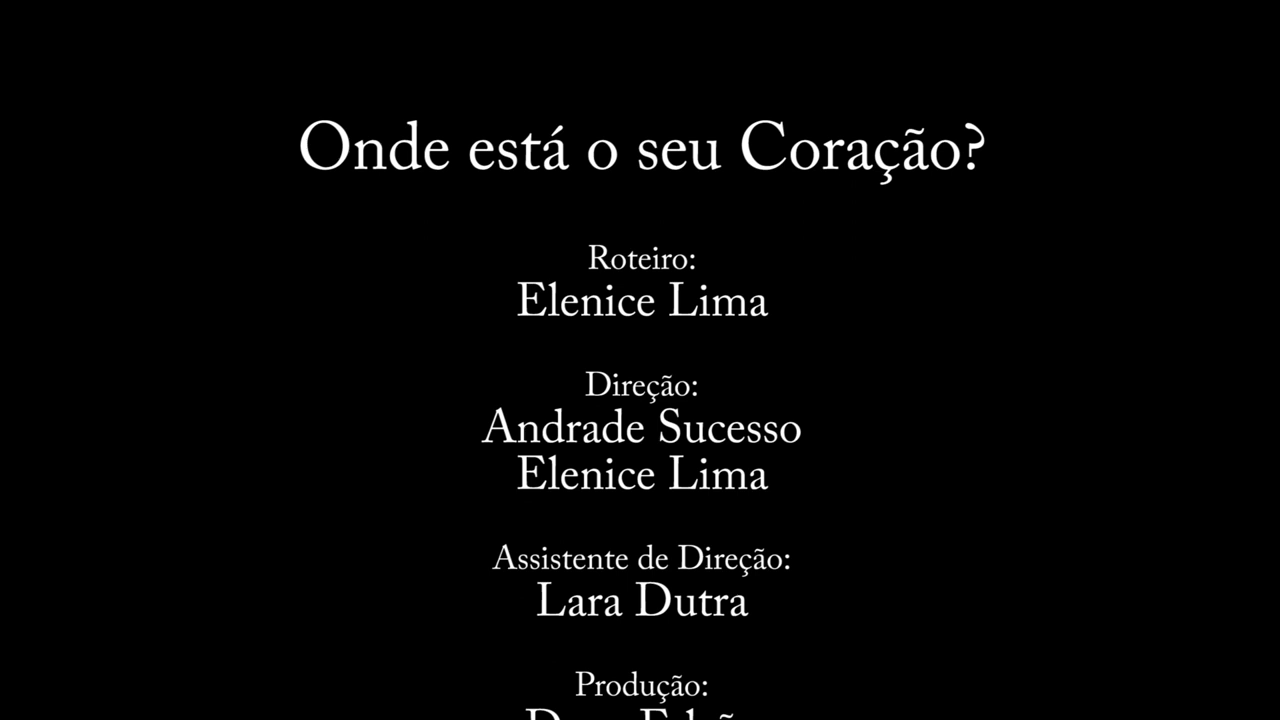 Onde está o seu Coração?
Roteiro:
Elenice Lima
Direção:
Andrade Sucesso
Elenice Lima
Assistente de Direção:
Lara Dutra
Produção: